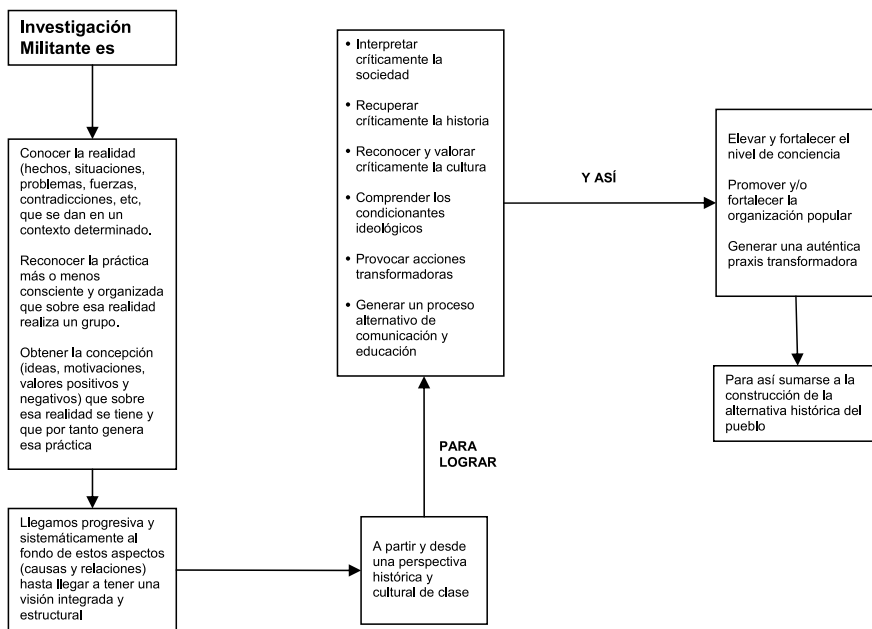 Investigación
Militante es
Conocer la realidad
(hechos, situaciones,
problemas, fuerzas,
contradicciones, etc,
que se dan en un
contexto determinado.
Reconocer la práctica
más o menos
consciente y organizada
que sobre esa realidad
realiza un grupo.
Obtener la concepción
(ideas, motivaciones,
valores positivos y
negativos) que sobre
esa realidad se tiene y
que por tanto genera
esa práctica
Llegamos progresiva y
sistemáticamente al
fondo de estos aspectos
(causas y relaciones)
hasta llegar a tener una
visión integrada y
estructural
A partir y desde
una perspectiva
histórica y
cultural de clase
PARA
LOGRAR
• Interpretar
críticamente la
sociedad
• Recuperar
críticamente la historia
• Reconocer y valorar
críticamente la cultura
• Comprender los
condicionantes
ideológicos
• Provocar acciones
transformadoras
• Generar un proceso
alternativo de
comunicación y
educación
Y ASÍ
Elevar y fortalecer el
nivel de conciencia
Promover y/o
fortalecer la
organización popular
Generar una auténtica
praxis transformadora
Para así sumarse a la
construcción de la
alternativa histórica del
pueblo